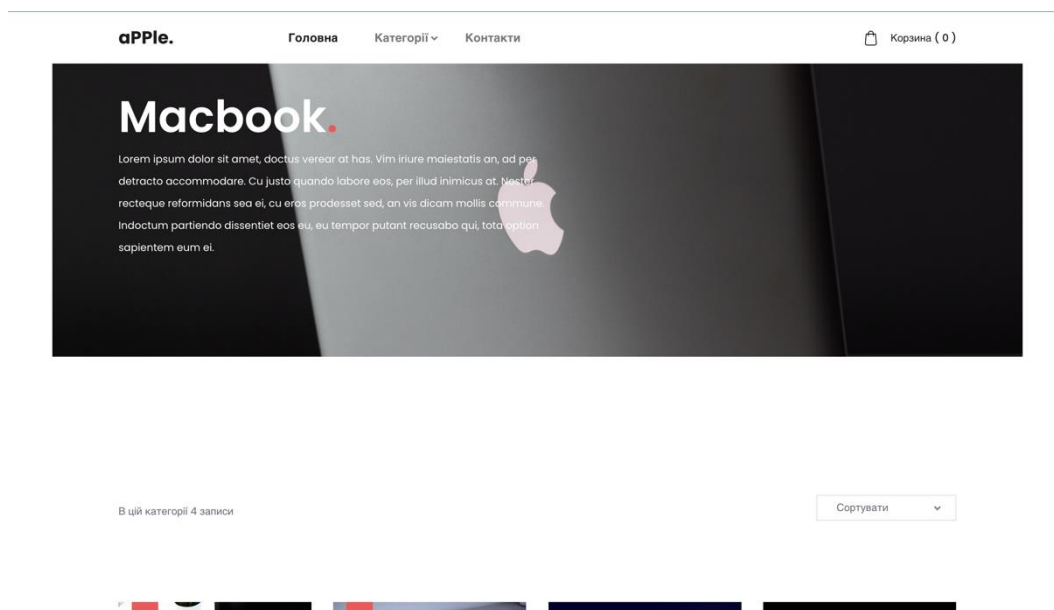 aPPle.
Головна
Категорії
Контакти
Корзина ( 0 )
Macbook.
Lorem ipsum dolor sit amet, doctus verear at has. Vim iriure maiestatis an, ad per
detracto accommodare. Cu justo quando labore eos, per illud inimicus at. Noster
recteque reformidans sea ei, cu eros prodesset sed, an vis dicam mollis commune.
Indoctum partiendo dissentiet eos eu, eu tempor putant recusabo qui, tota option
sapientem eum ei.
В цій категорії 4 записи
Сортувати